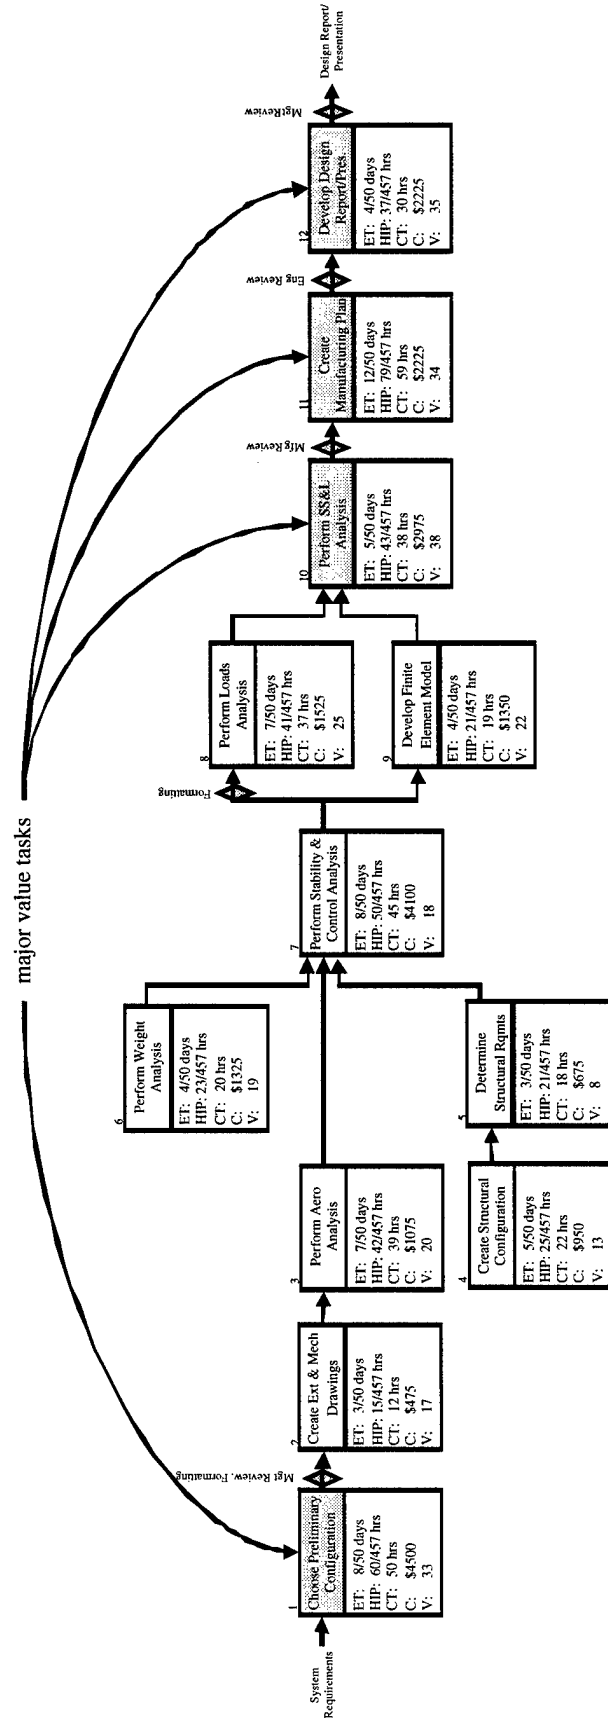 major value tasks
System
Requirements
1
Choose Preliminary
Configuration
ET: 8/50 days
HIP: 60/457 hrs
CT: 50 hrs
C: $4500
V: 33
Mgt Review. Formating
2
Create Ext & Mech
Drawings
ET: 3/50 days
HIP: 15/457 hrs
CT: 12 hrs
C: $475
V: 17
3
Perform Aero
Analysis
ET: 7/50 days
HIP: 42/457 hrs
CT: 39 hrs
C: $1075
V: 20
4
Create Structural
Configuration
ET: 5/50 days
HIP: 25/457 hrs
CT: 22 hrs
C: $950
V: 13
5
Determine
Structural Rqmts
ET: 3/50 days
HIP: 21/457 hrs
CT: 18 hrs
C: $675
V: 8
6
Perform Weight
Analysis
ET: 4/50 days
HIP: 23/457 hrs
CT: 20 hrs
C: $1325
V: 19
7
Perform Stability &
Control Analysis
ET: 8/50 days
HIP: 50/457 hrs
CT: 45 hrs
C: $4100
V: 18
Formatting
8
Perform Loads
Analysis
ET: 7/50 days
HIP: 41/457 hrs
CT: 37 hrs
C: $1525
V: 25
9
Develop Finite
Element Model
ET: 4/50 days
HIP: 21/457 hrs
CT: 19 hrs
C: $1350
V: 22
10
Perform SS&L
Analysis
ET: 5/50 days
HIP: 43/457 hrs
CT: 38 hrs
C: $2975
V: 38
Mfg Review
11
Create
Manufacturing Plan
ET: 12/50 days
HIP: 79/457 hrs
CT: 59 hrs
C: $2225
V: 34
Eng Review
12
Develop Design
Report/Pres.
ET: 4/50 days
HIP: 37/457 hrs
CT: 30 hrs
C: $2225
V: 35
MgtReview
Design Report/
Presentation